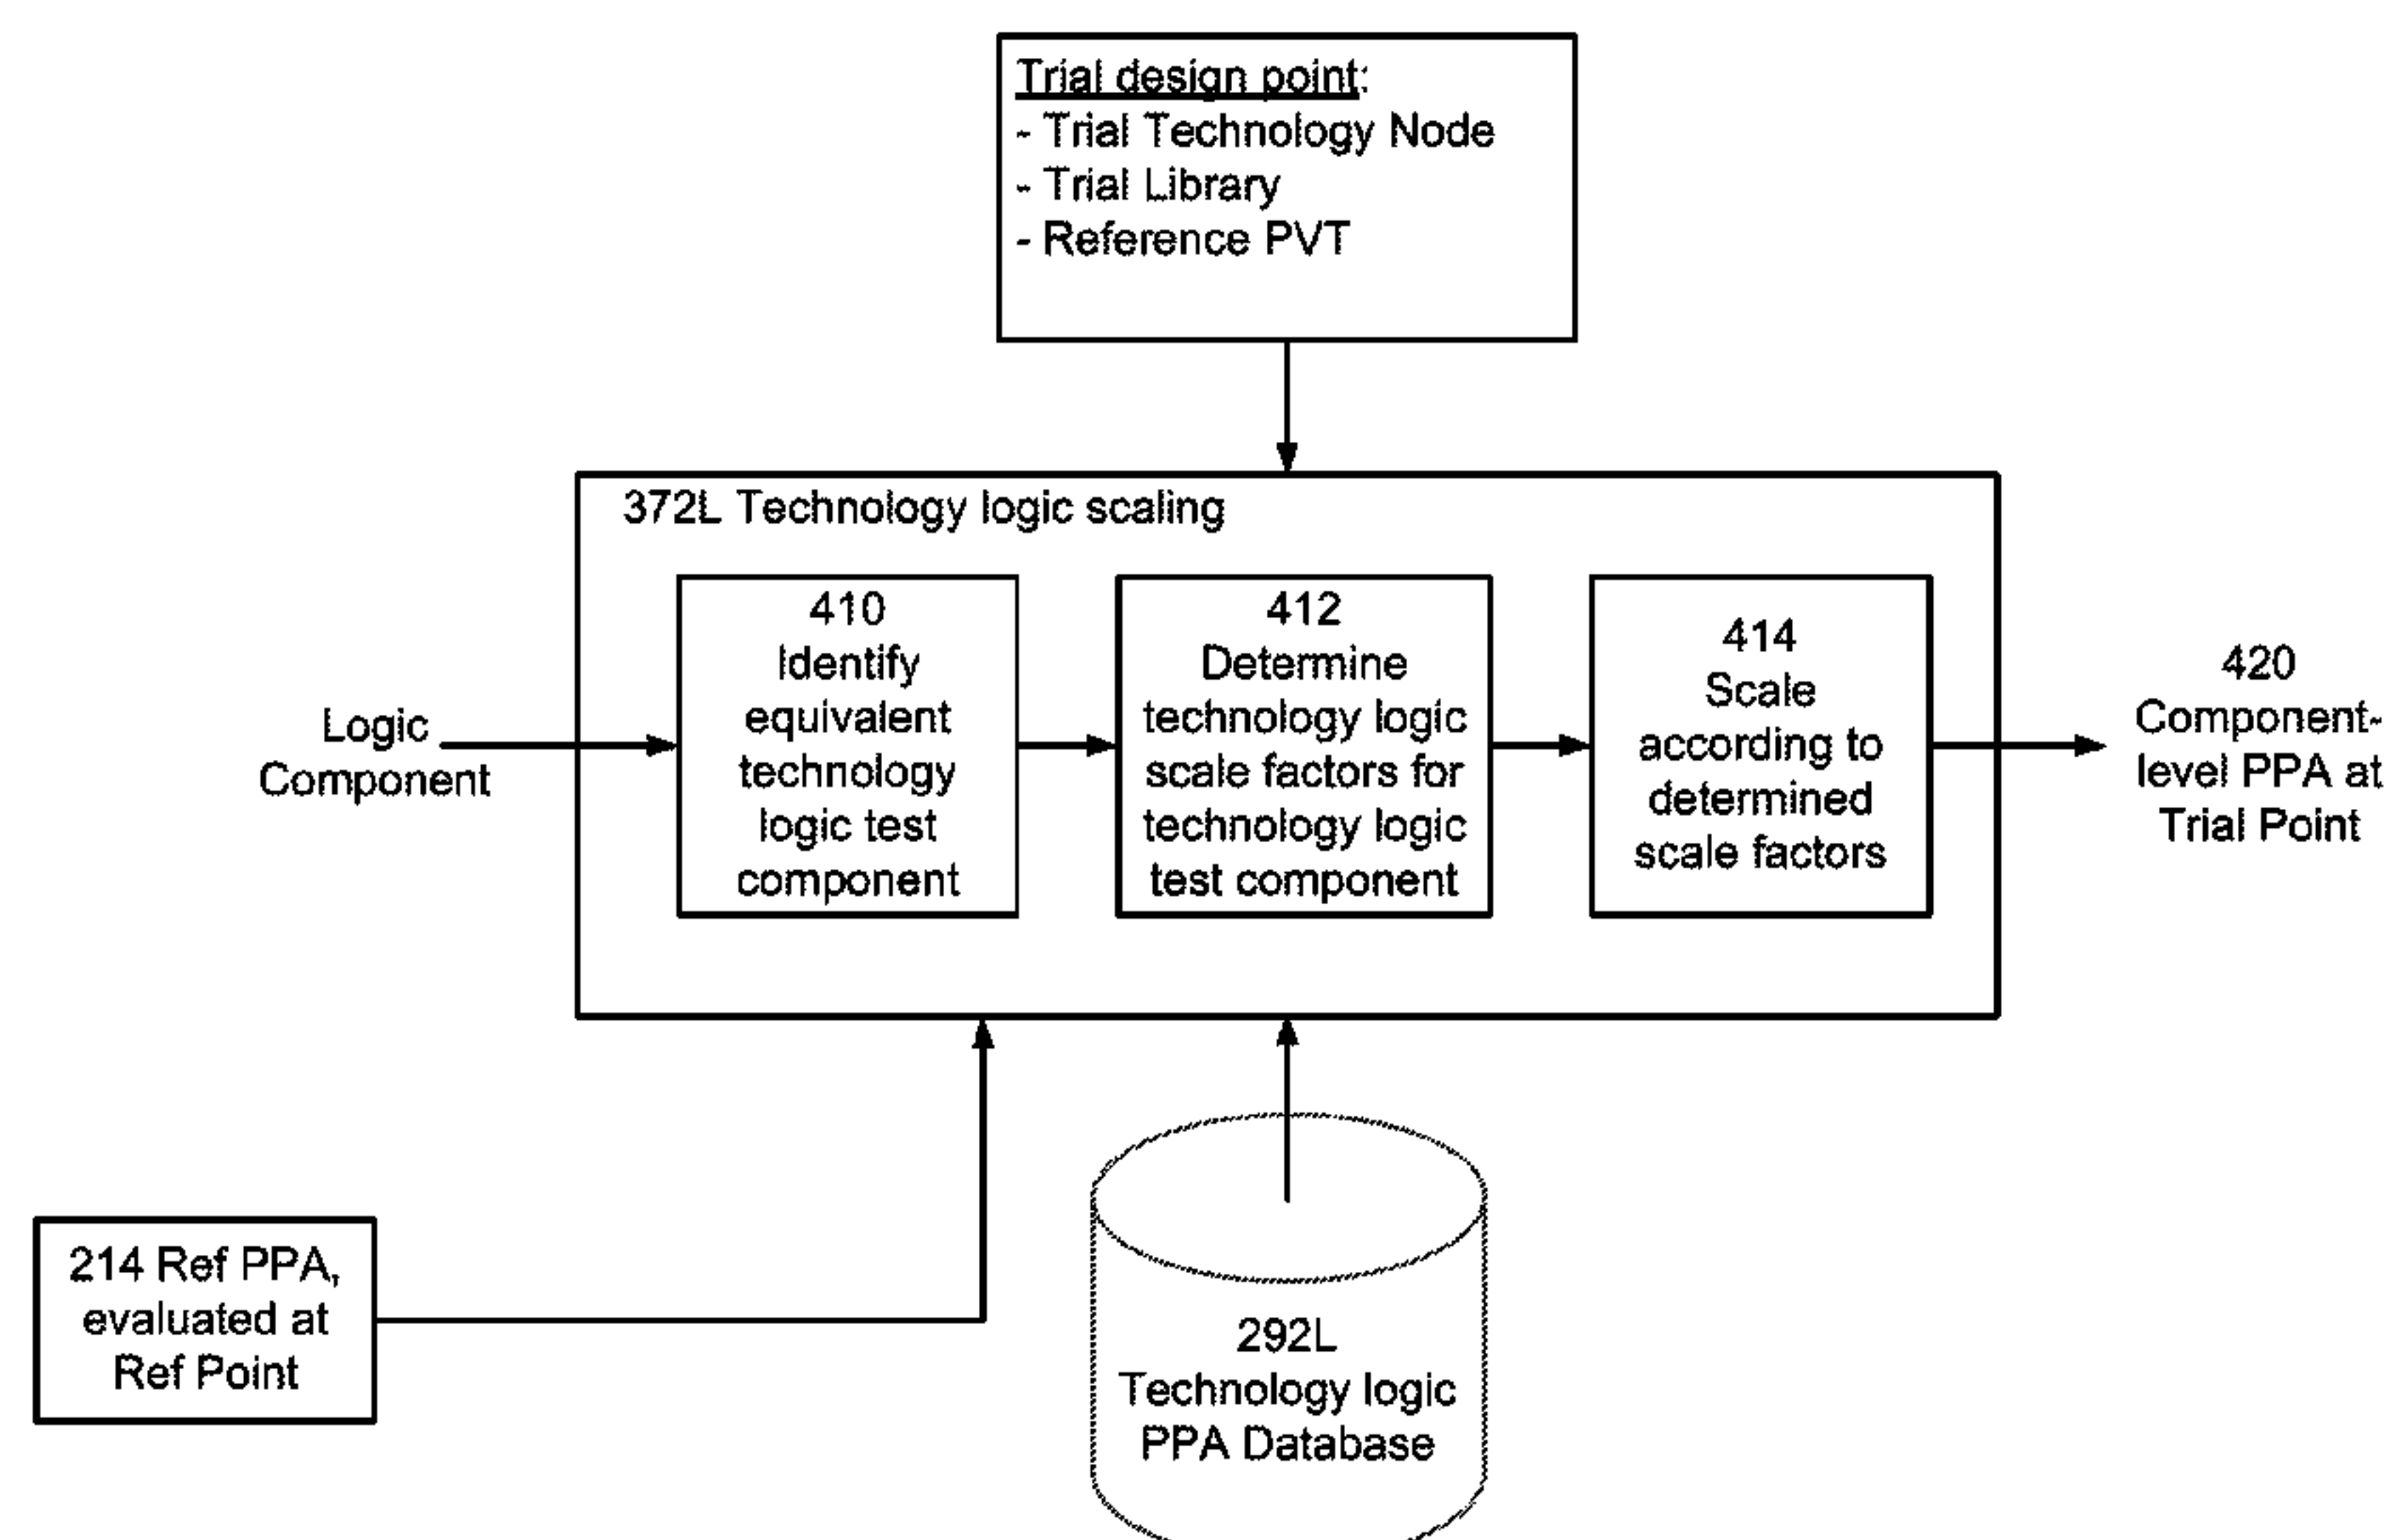 Trial design point:
- Trial Technology Node
- Trial Library
- Reference PVT
372L Technology logic scaling
Logic
Component
410
Identify
equivalent
technology
logic test
component
412
Determine
technology logic
scale factors for
technology logic
test component
414
Scale
according to
determined
scale factors
420
Component-
level PPA at
Trial Point
214 Ref PPA,
evaluated at
Ref Point
292L
Technology logic
PPA Database